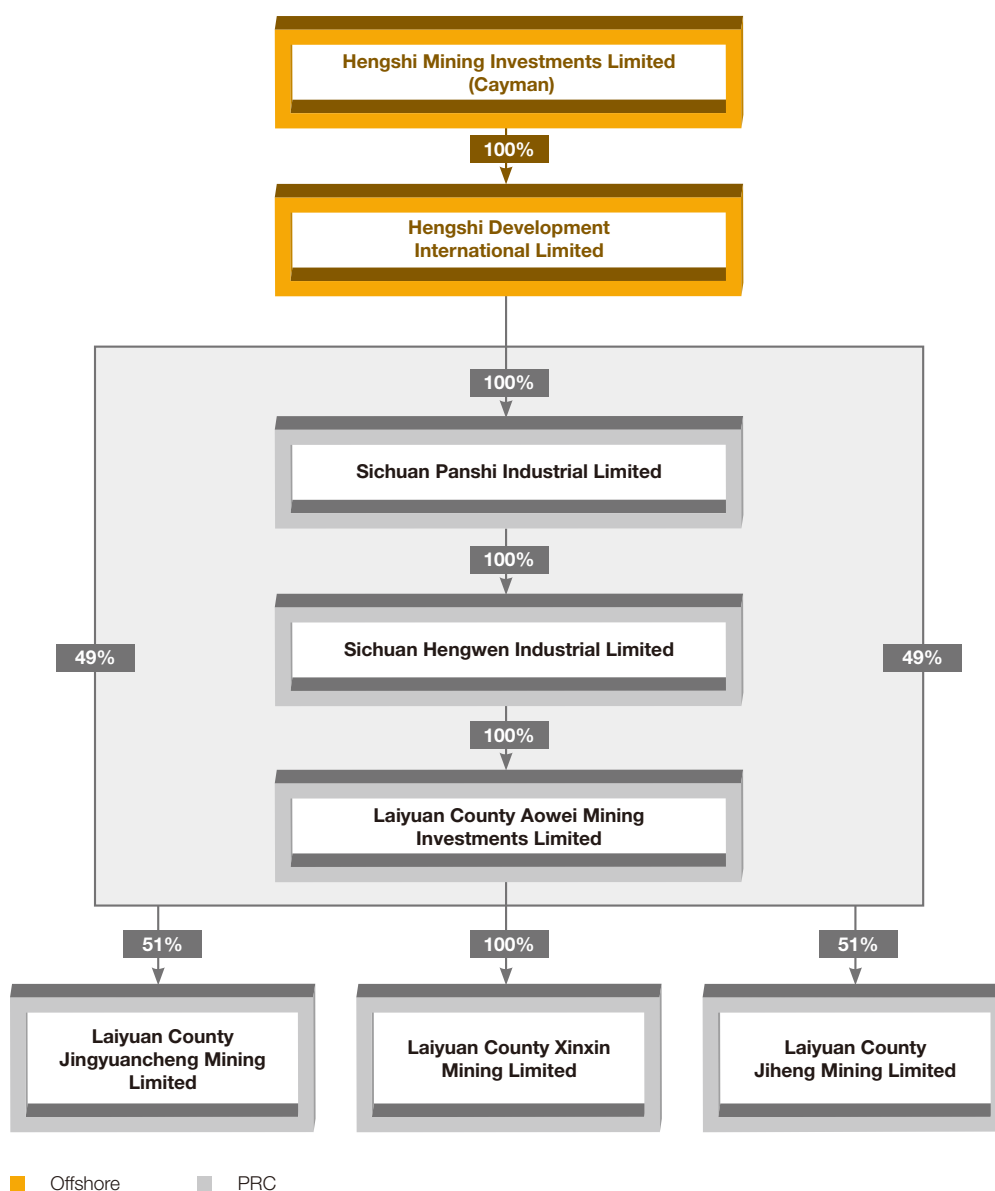 Hengshi Mining Investments Limited
(Cayman)
100%
Hengshi Development
International Limited
100%
Sichuan Panshi Industrial Limited
100%
Sichuan Hengwen Industrial Limited
49%
49%
100%
Laiyuan County Aowei Mining
Investments Limited
51%
100%
51%
Laiyuan County
Jingyuancheng Mining
Limited
Laiyuan County Xinxin
Mining Limited
Laiyuan County
Jiheng Mining Limited
Offshore
PRC